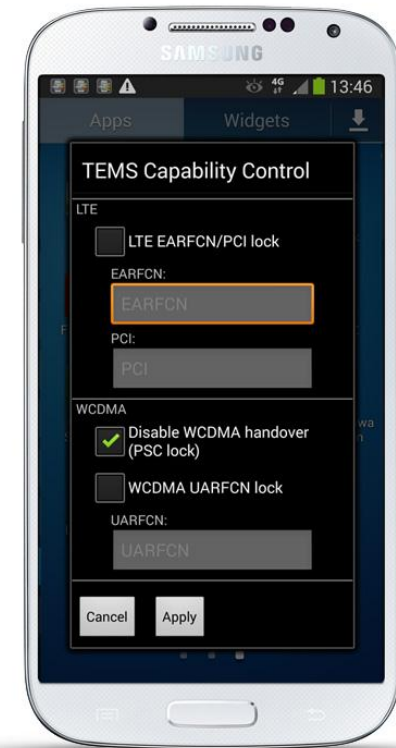 SAMSUNG
4G
13:46
Apps
Widgets
TEMS Capability Control
LTE
LTE EARFCN/PCI lock
EARFCN:
EARFCN
PCI:
PCI
WCDMA
Disable WCDMA handover
(PSC lock)
WCDMA UARFCN lock
UARFCN:
UARFCN
Cancel
Apply